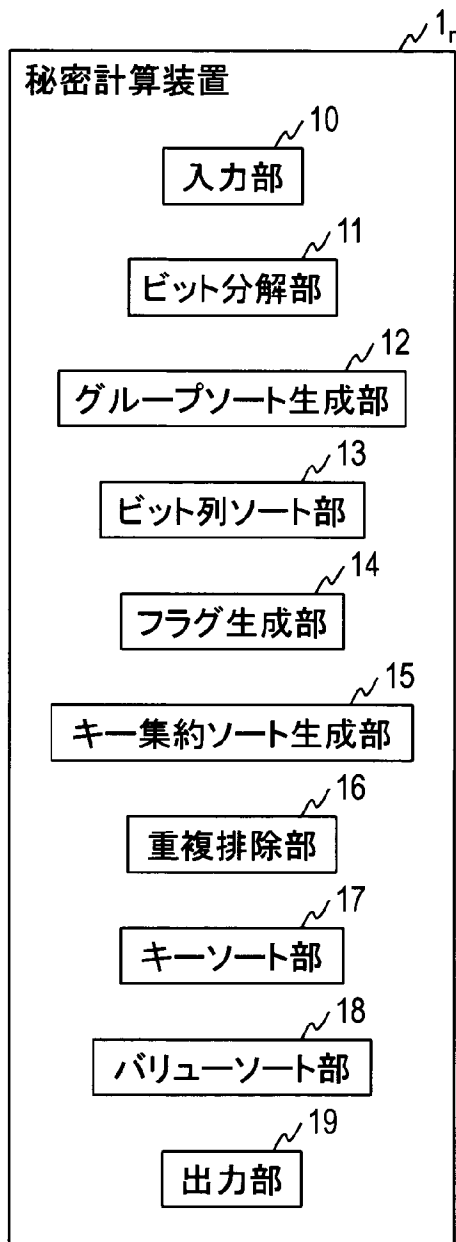 1n
秘密計算装置
10
入力部
11
ビット分解部
12
グループソート生成部
13
ビット列ソート部
14
フラグ生成部
15
キー集約ソート生成部
16
重複排除部
17
キーソート部
18
バリューソート部
19
出力部